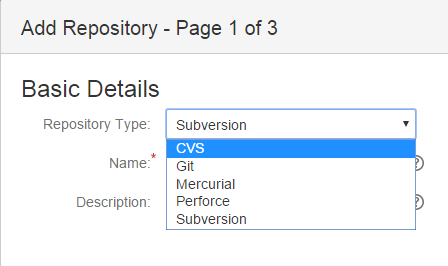 Add Repository - Page 1 of 3
Basic Details
Repository Type: Subversion
CVS
Name:* Git
Mercurial
Description: Perforce
Subversion